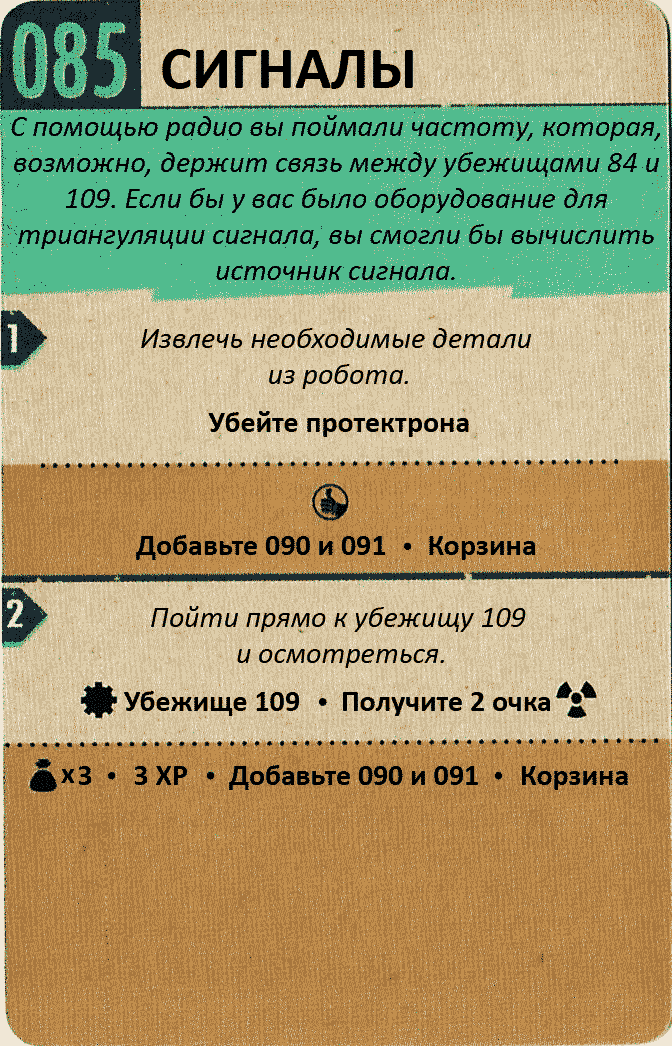 085 СИГНАЛЫ
С помощью радио вы поймали частоту, которая,
возможно, держит связь между убежищами 84 и
109. Если бы у вас было оборудование для
триангуляции сигнала, вы смогли бы вычислить
источник сигнала.
1
Извлечь необходимые детали
из робота.
Убейте протектрона
Добавьте 090 и 091 • Корзина
2
Пойти прямо к убежищу 109
и осмотреться.
Убежище 109 • Получите 2 очка
x3 • 3 XP • Добавьте 090 и 091 • Корзина